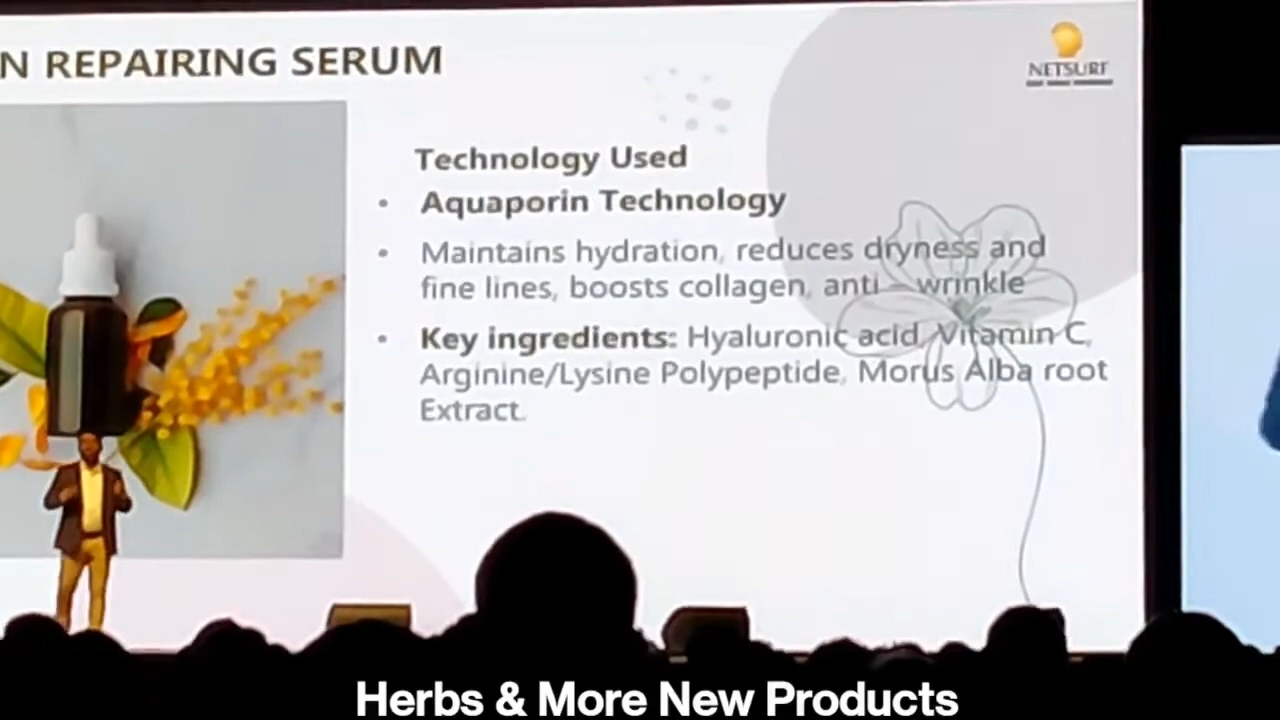 N REPAIRING SERUM
NETSURF
Technology Used
• Aquaporin Technology
• Maintains hydration, reduces dryness and
fine lines, boosts collagen, anti – wrinkle
• Key ingredients: Hyaluronic acid, Vitamin C,
Arginine/Lysine Polypeptide, Morus Alba root
Extract.
Herbs & More New Products